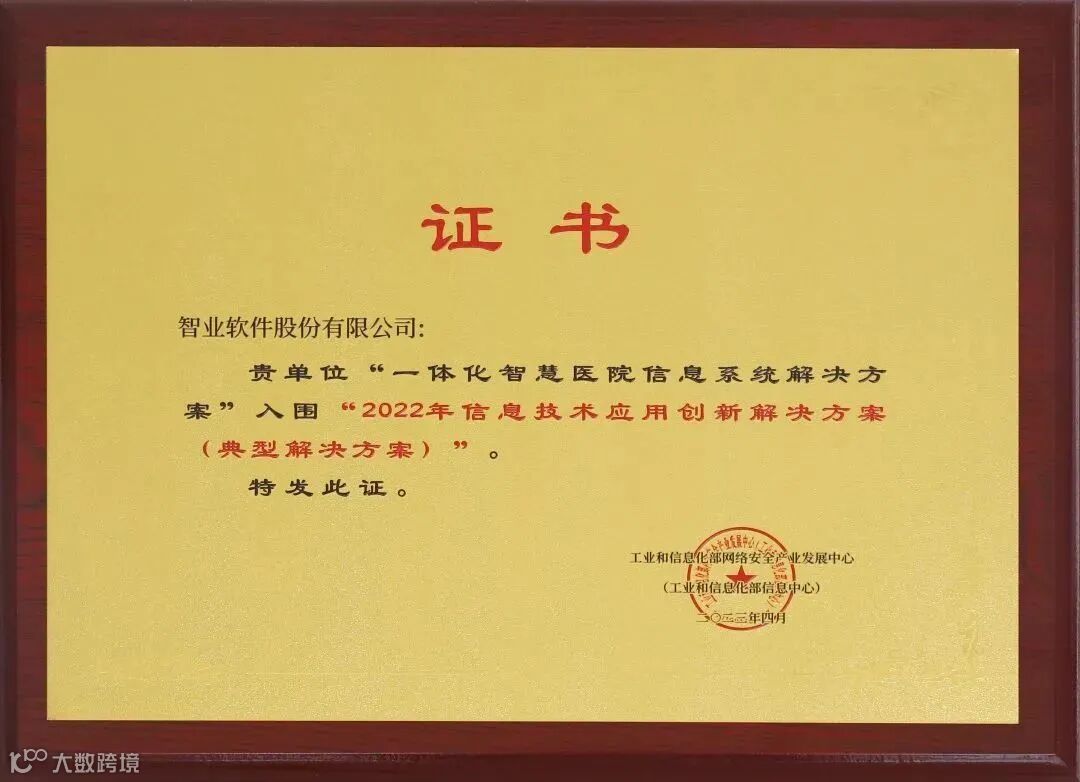 证书
智业软件股份有限公司:
贵单位“一体化智慧医院信息系统解决方
案”入围“2022年信息技术应用创新解决方案
（典型解决方案）”。
特发此证。
工业和信息化部网络安全产业发展中心
（工业和信息化部信息中心）
二〇二三年四月
大数跨境